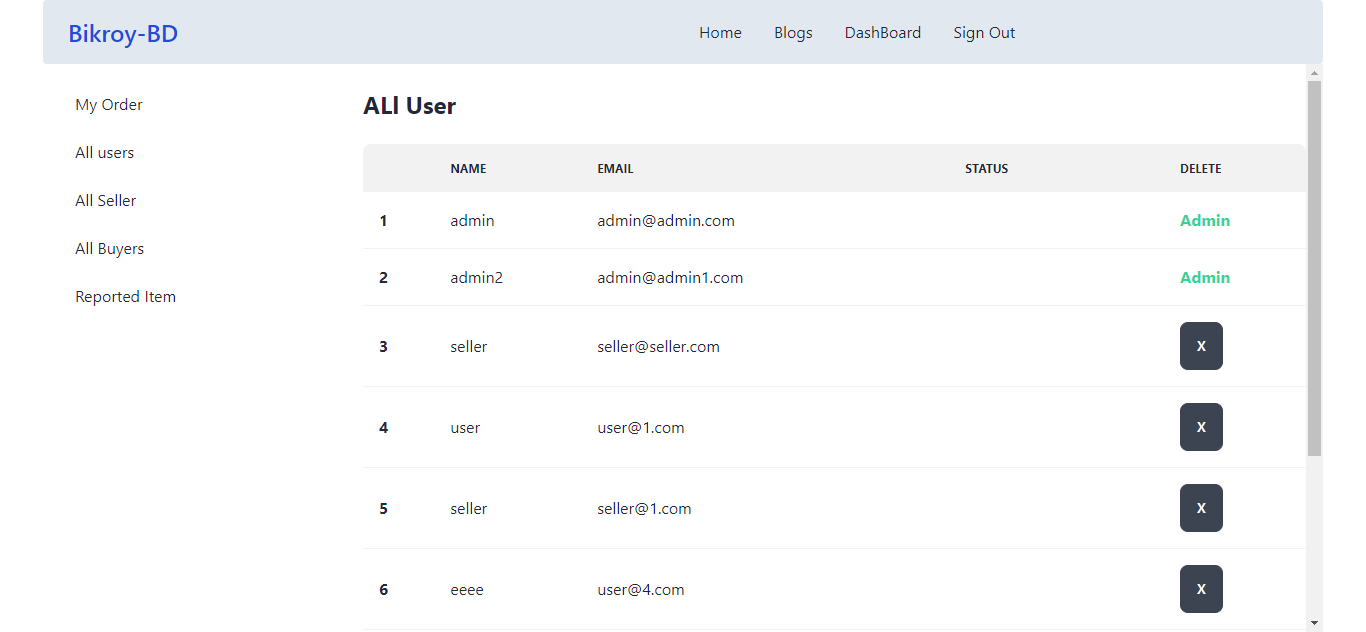 Bikroy-BD Home Blogs DashBoard Sign Out
My Order
All users
All Seller
All Buyers
Reported Item
ALl User
NAME EMAIL STATUS DELETE
1 admin admin@admin.com Admin
2 admin2 admin@admin1.com Admin
3 seller seller@seller.com X
4 user user@1.com X
5 seller seller@1.com X
6 eeee user@4.com X